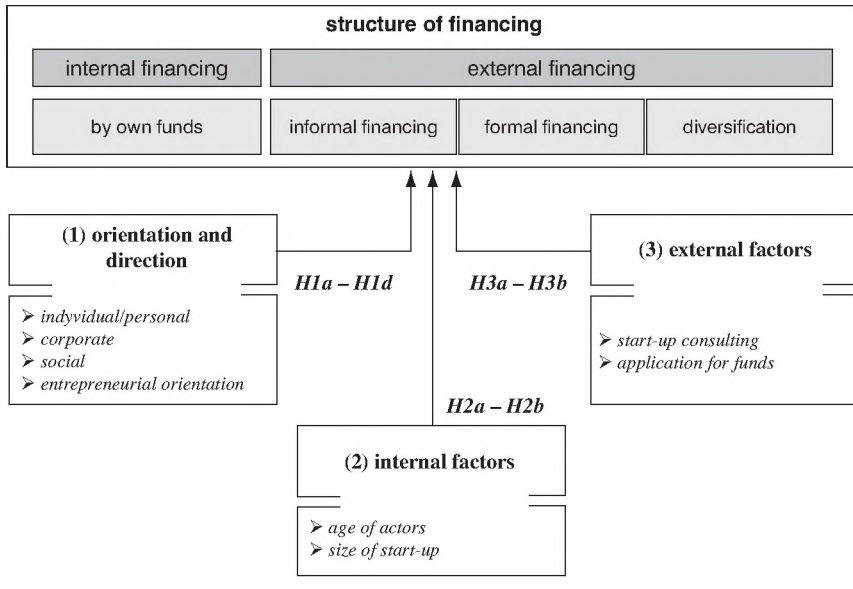 structure of financing
internal financing
external financing
by own funds
informal financing
formal financing
diversification
(1) orientation and
direction
H1a – H1d
H3a – H3b
(3) external factors
➢ indyvidual/personal
➢ corporate
➢ social
➢ entrepreneurial orientation
➢ start-up consulting
➢ application for funds
H2a – H2b
(2) internal factors
➢ age of actors
➢ size of start-up